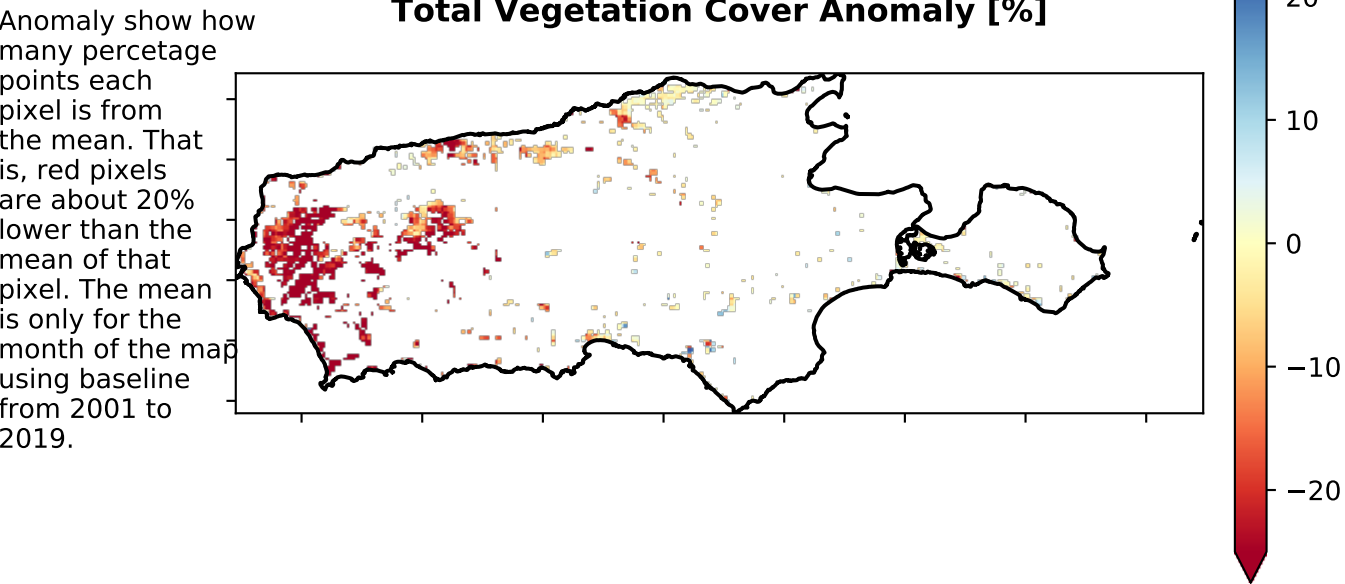 Total Vegetation Cover Anomaly [%]
Anomaly show how
many percetage
points each
pixel is from
the mean. That
is, red pixels
are about 20%
lower than the
mean of that
pixel. The mean
is only for the
month of the map
using baseline
from 2001 to
2019.
20
10
0
−10
−20